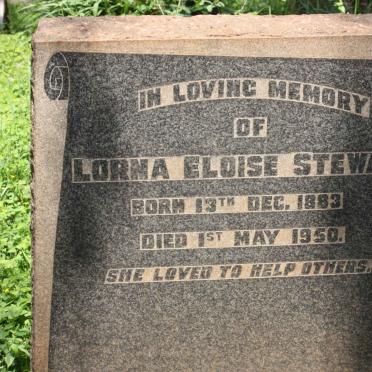 IN LOVING MEMORY
OF
LORNA ELOISE STEWA
BORN 13TH DEC. 1883
DIED 1ST MAY 1950.
SHE LOVED TO HELP OTHERS.